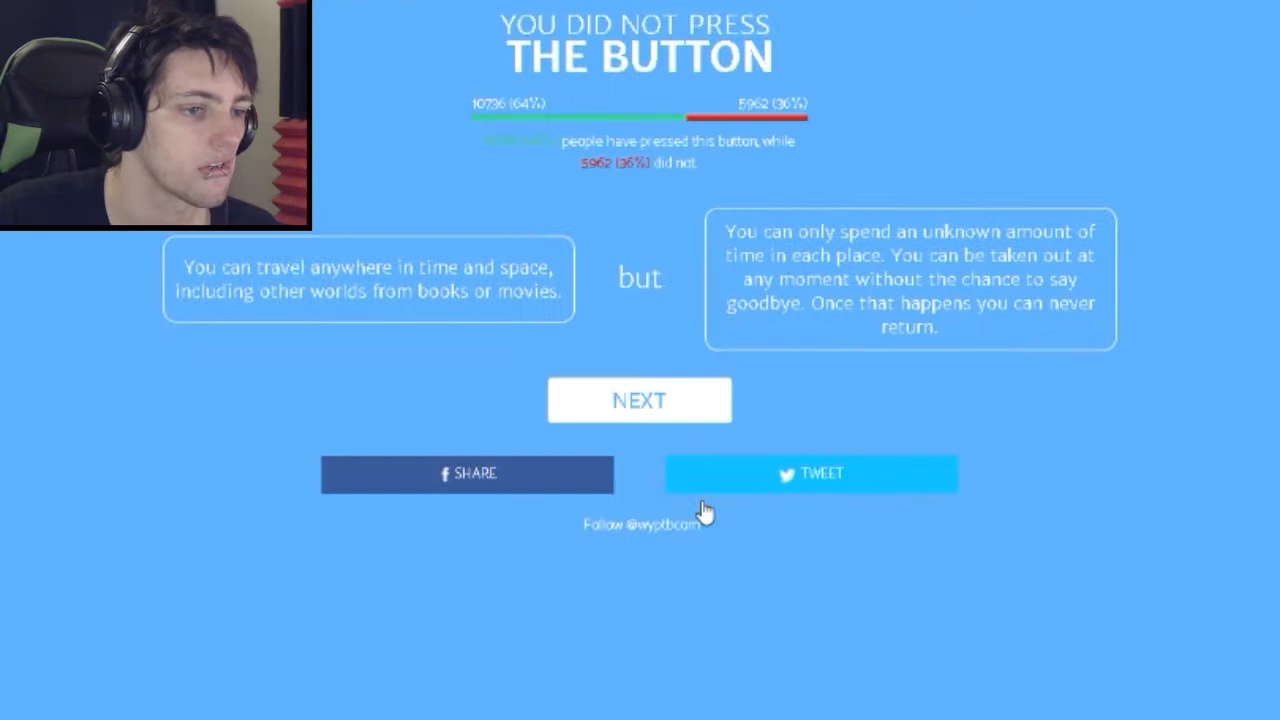 YOU DID NOT PRESS
THE BUTTON
10736 (64%)
5962 (36%)
people have pressed this button, while
5962 (36%) did not.
You can travel anywhere in time and space,
including other worlds from books or movies.
but
You can only spend an unknown amount of
time in each place. You can be taken out at
any moment without the chance to say
goodbye. Once that happens you can never
return.
NEXT
f SHARE
TWEET
Follow @wyptbcom